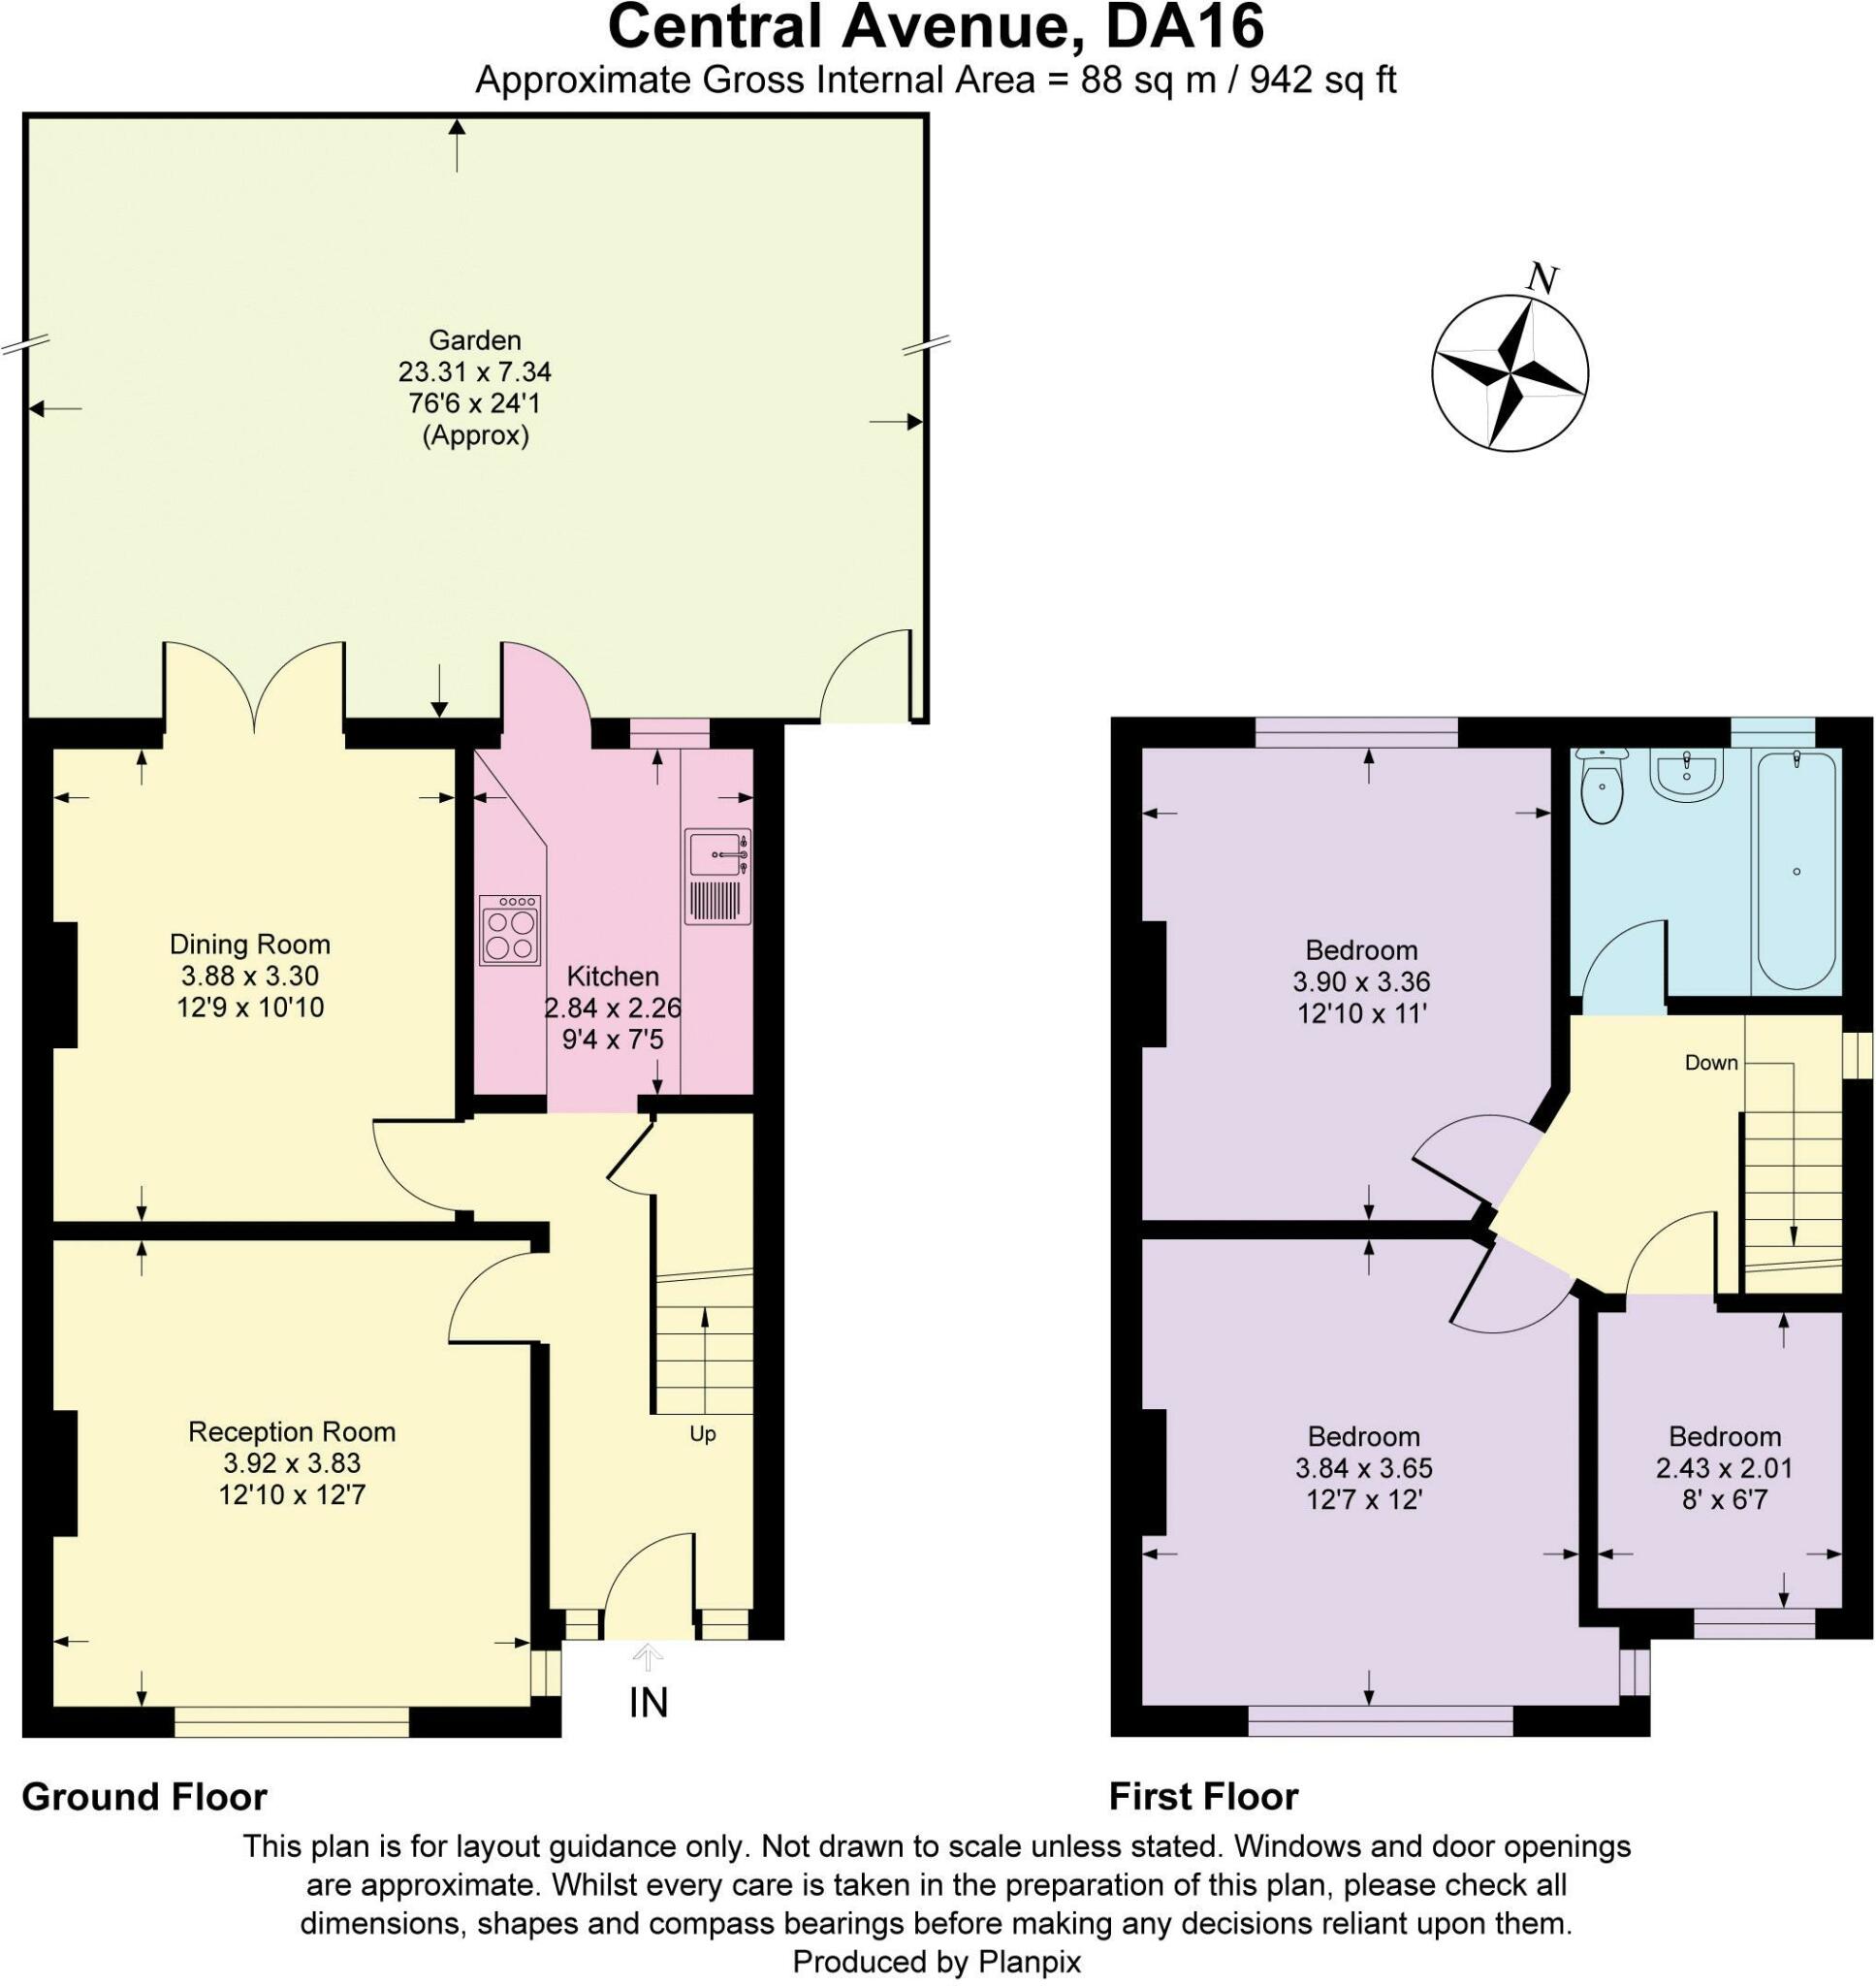 Central Avenue, DA16
Approximate Gross Internal Area = 88 sq m / 942 sq ft
N
Garden
23.31 x 7.34
76'6 x 24'1
(Approx)
Dining Room
3.88 x 3.30
12'9 x 10'10
Kitchen
2.84 x 2.26
9'4 x 7'5
Reception Room
3.92 x 3.83
12'10 x 12'7
Up
IN
Bedroom
3.90 x 3.36
12'10 x 11'
Down
Bedroom
3.84 x 3.65
12'7 x 12'
Bedroom
2.43 x 2.01
8' x 6'7
Ground Floor
First Floor
This plan is for layout guidance only. Not drawn to scale unless stated. Windows and door openings
are approximate. Whilst every care is taken in the preparation of this plan, please check all
dimensions, shapes and compass bearings before making any decisions reliant upon them.
Produced by Planpix